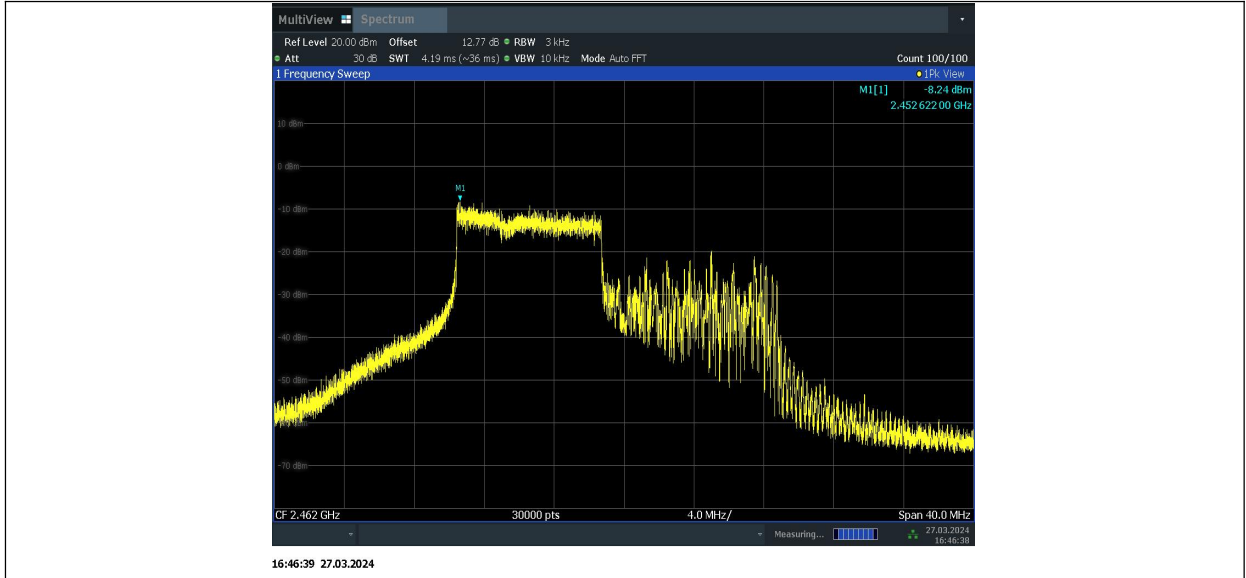 MultiView Spectrum
Ref Level 20.00 dBm Offset 12.77 dB RBW 3 kHz
Att 30 dB SWT 4.19 ms (~36 ms) VBW 10 kHz Mode Auto FFT Count 100/100
1 Frequency Sweep 1Pk View
M1[1] -8.24 dBm
2.452 622 00 GHz
10 dBm
0 dBm
M1
-10 dBm
-20 dBm
-30 dBm
-40 dBm
-50 dBm
-70 dBm
CF 2.462 GHz 30000 pts 4.0 MHz/ Span 40.0 MHz
Measuring... 27.03.2024
16:46:38
16:46:39 27.03.2024